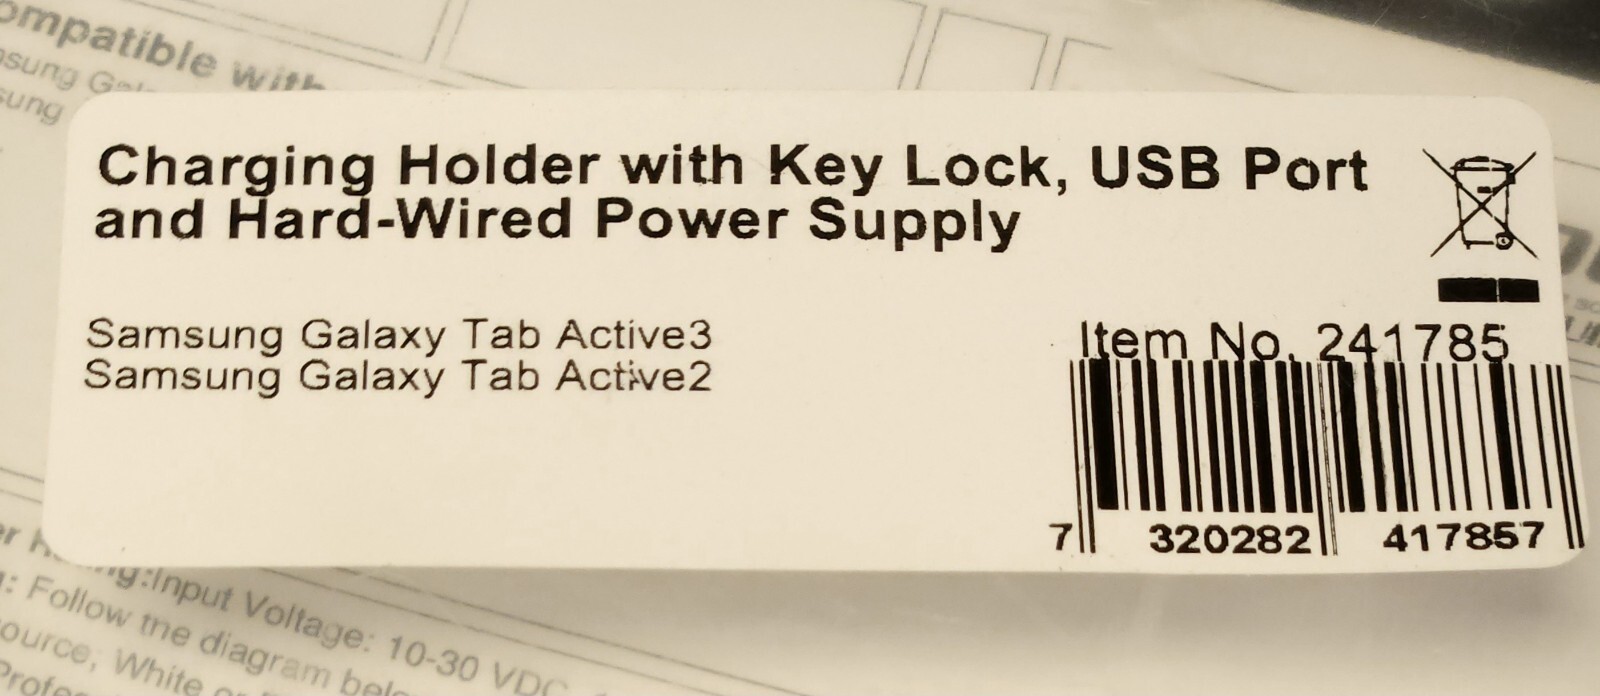 ompatible with
sung
Charging Holder with Key Lock, USB Port
and Hard-Wired Power Supply
Samsung Galaxy Tab Active3
Samsung Galaxy Tab Active2
Item No. 241785
7 320282 417857
Input Voltage: 10-30 VDC
: Follow the diagram
ource, White